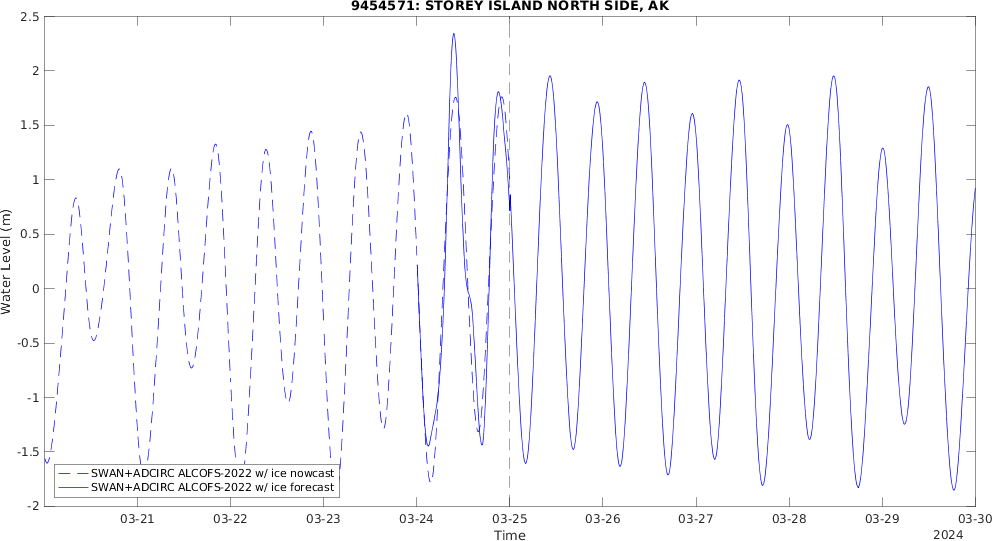 9454571: STOREY ISLAND NORTH SIDE, AK
2.5
2
1.5
1
0.5
0
-0.5
-1
-1.5
-2
Water Level (m)
SWAN+ADCIRC ALCOFS-2022 w/ ice nowcast
SWAN+ADCIRC ALCOFS-2022 w/ ice forecast
03-21 03-22 03-23 03-24 03-25 03-26 03-27 03-28 03-29 03-30
Time
2024